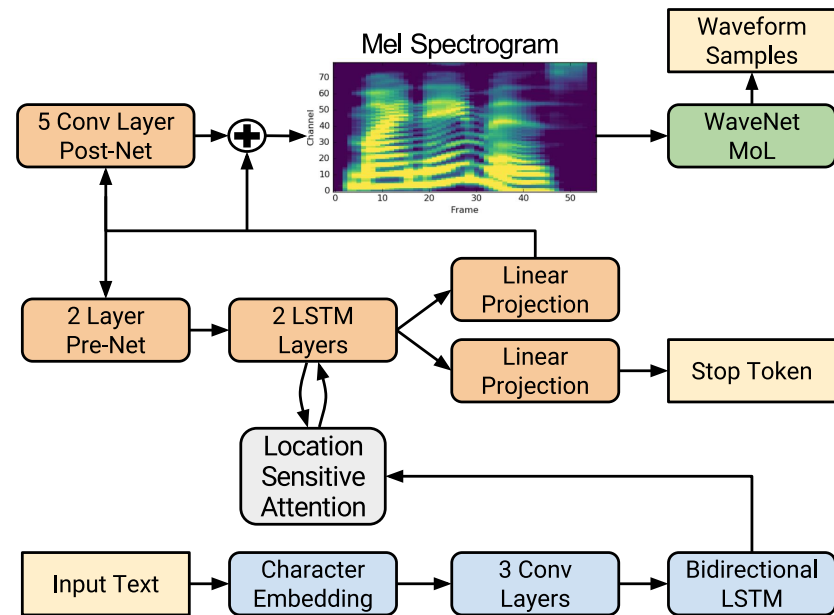 Mel Spectrogram
Waveform
Samples
5 Conv Layer
Post-Net
Channel
70
60
50
40
30
20
10
0
0 10 20 30 40 50
Frame
WaveNet
MoL
2 Layer
Pre-Net
2 LSTM
Layers
Linear
Projection
Linear
Projection
Stop Token
Location
Sensitive
Attention
Input Text
Character
Embedding
3 Conv
Layers
Bidirectional
LSTM